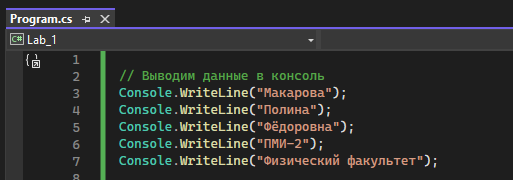 Program.cs
C# Lab_1
1
2 // Выводим данные в консоль
3 Console.WriteLine("Макарова");
4 Console.WriteLine("Полина");
5 Console.WriteLine("Фёдоровна");
6 Console.WriteLine("ПМИ-2");
7 Console.WriteLine("Физический факультет");
8